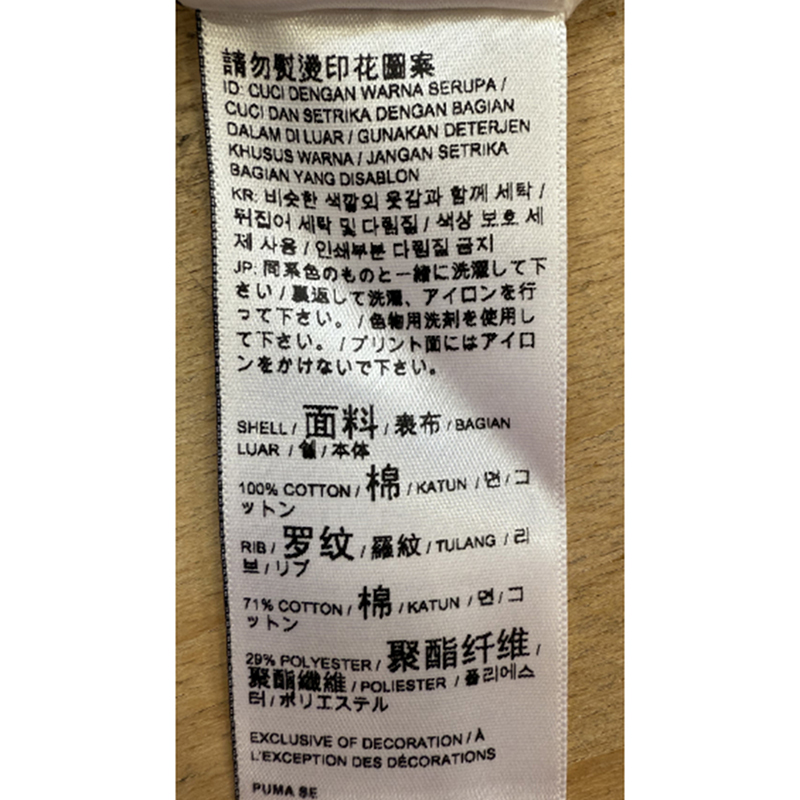 請勿熨燙印花圖案
ID: CUCI DENGAN WARNA SERUPA /
CUCI DAN SETRIKA DENGAN BAGIAN
DALAM DI LUAR / GUNAKAN DETERJEN
KHUSUS WARNA / JANGAN SETRIKA
BAGIAN YANG DISABLON
KR: 비슷한 색깔의 옷감과 함께 세탁 /
뒤집어 세탁 및 다림질 / 색상 보호 세
제 사용 / 인쇄부분 다림질 금지
JP: 同系色のものと一緒に洗濯して下
さい / 裏返して洗濯、アイロンを行
って下さい。 / 色物用洗剤を使用し
て下さい。 / プリント面にはアイロ
ンをかけないで下さい。
SHELL / 面料 / 表布 / BAGIAN
LUAR / 쉘 / 本体
100% COTTON / 棉 / KATUN / 면 / コ
ットン
RIB / 罗纹 / 羅紋 / TULANG / 리
브 / リブ
71% COTTON / 棉 / KATUN / 면 / コ
ットン
29% POLYESTER / 聚酯纤维 /
聚酯纖維 / POLIESTER / 폴리에스
터 / ポリエステル
EXCLUSIVE OF DECORATION / À
L'EXCEPTION DES DÉCORATIONS
PUMA SE